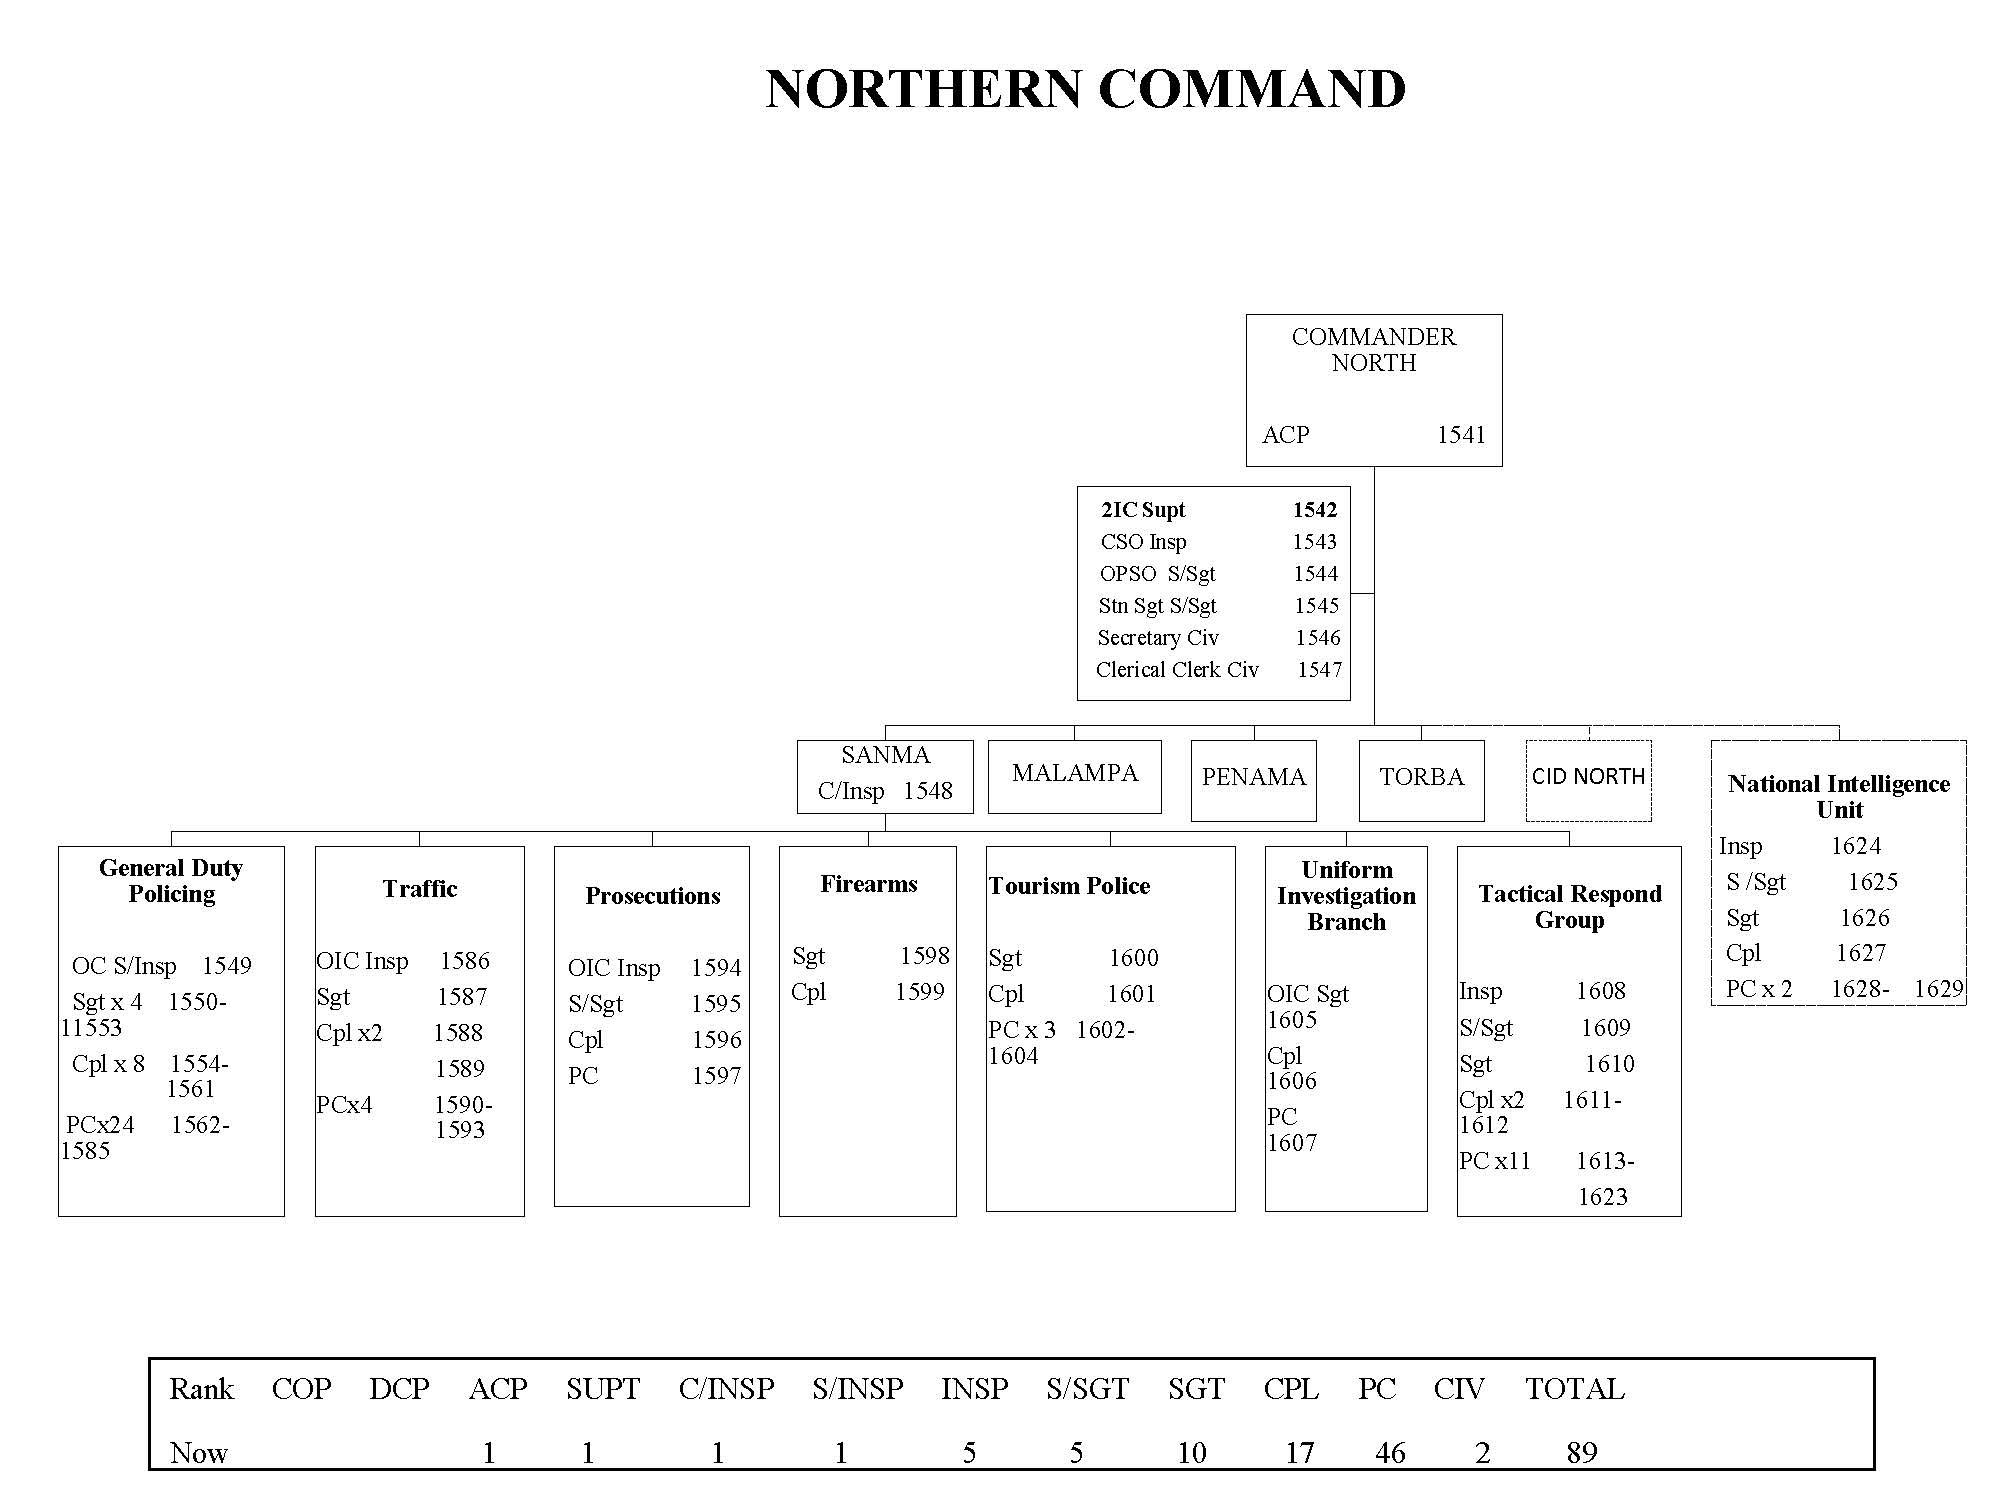 NORTHERN COMMAND
COMMANDER
NORTH
ACP 1541
2IC Supt 1542
CSO Insp 1543
OPSO S/Sgt 1544
Stn Sgt S/Sgt 1545
Secretary Civ 1546
Clerical Clerk Civ 1547
SANMA
C/Insp 1548
MALAMPA
PENAMA
TORBA
CID NORTH
National Intelligence
Unit
Insp 1624
S /Sgt 1625
Sgt 1626
Cpl 1627
PC x 2 1628- 1629
General Duty
Policing
OC S/Insp 1549
Sgt x 4 1550-
11553
Cpl x 8 1554-
1561
PCx24 1562-
1585
Traffic
OIC Insp 1586
Sgt 1587
Cpl x2 1588
1589
PCx4 1590-
1593
Prosecutions
OIC Insp 1594
S/Sgt 1595
Cpl 1596
PC 1597
Firearms
Sgt 1598
Cpl 1599
Tourism Police
Sgt 1600
Cpl 1601
PC x 3 1602-
1604
Uniform
Investigation
Branch
OIC Sgt
1605
Cpl
1606
PC
1607
Tactical Respond
Group
Insp 1608
S/Sgt 1609
Sgt 1610
Cpl x2 1611-
1612
PC x11 1613-
1623
Rank COP DCP ACP SUPT C/INSP S/INSP INSP S/SGT SGT CPL PC CIV TOTAL
Now 1 1 1 1 5 5 10 17 46 2 89